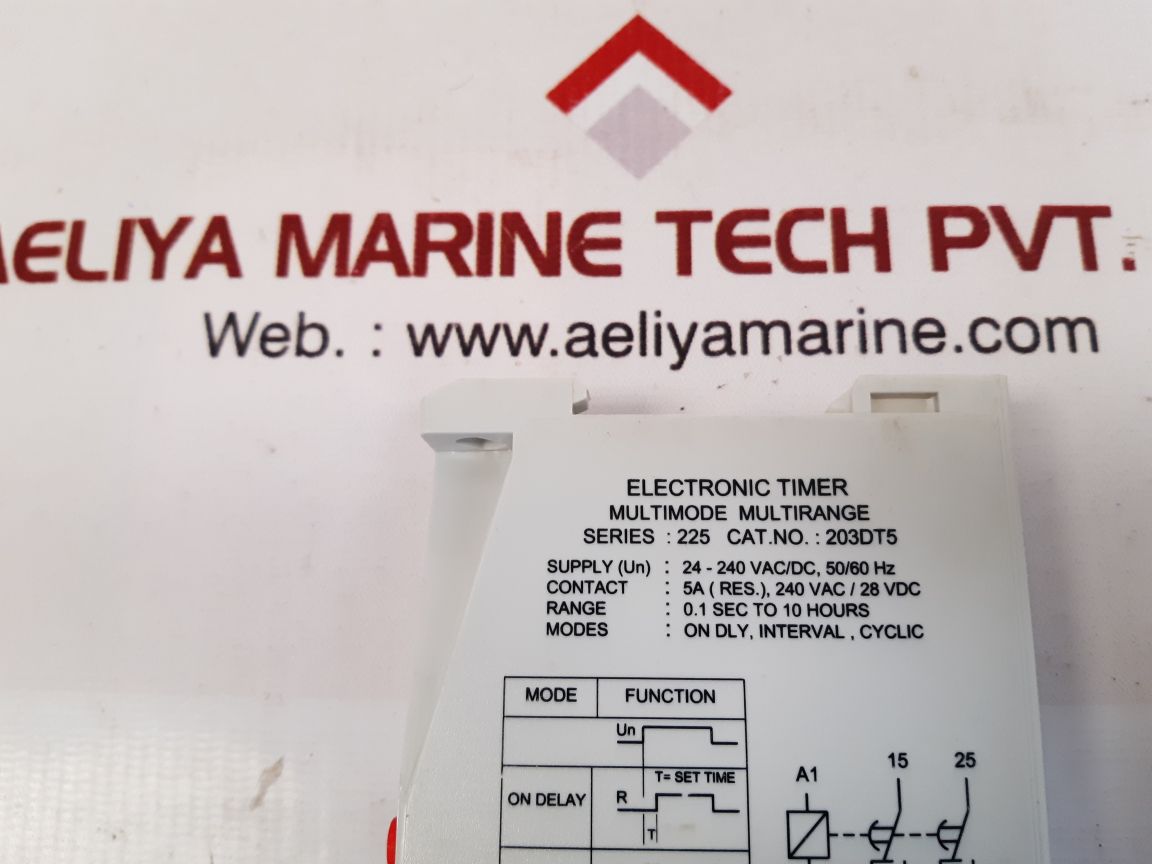 AELIYA MARINE TECH PVT.
Web. : www.aeliyamarine.com
ELECTRONIC TIMER
MULTIMODE MULTIRANGE
SERIES : 225 CAT.NO. : 203DT5
SUPPLY (Un) : 24 - 240 VAC/DC, 50/60 Hz
CONTACT : 5A ( RES.), 240 VAC / 28 VDC
RANGE : 0.1 SEC TO 10 HOURS
MODES : ON DLY, INTERVAL , CYCLIC
MODE FUNCTION
Un
T= SET TIME
ON DELAY R
T
A1 15 25